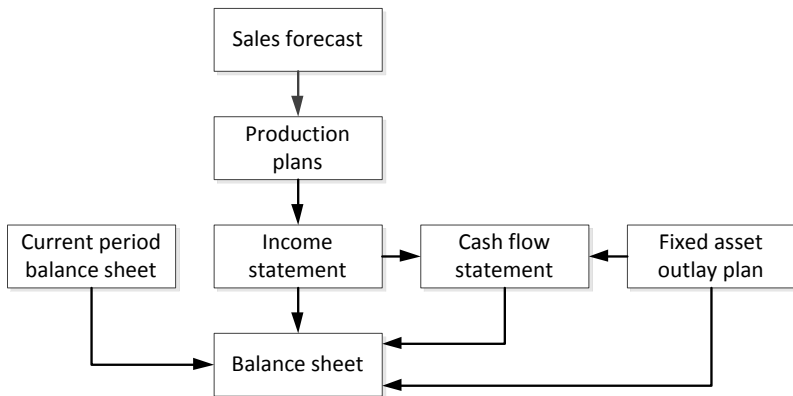 Sales forecast
Production
plans
Current period
balance sheet
Income
statement
Cash flow
statement
Fixed asset
outlay plan
Balance sheet